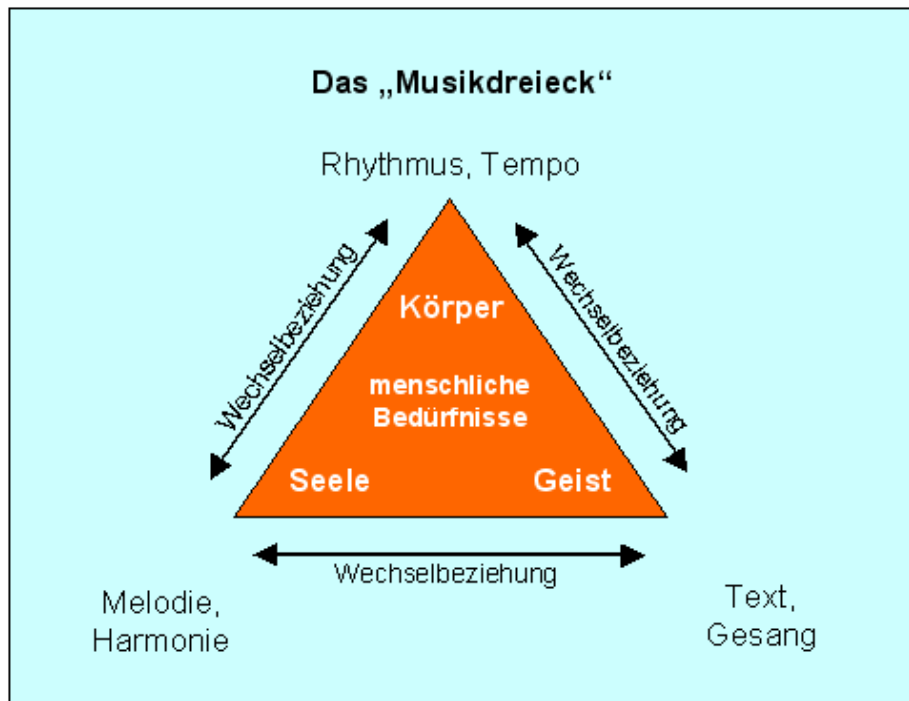 Das „Musikdreieck“
Rhythmus, Tempo
Wechselbeziehung
Wechselbeziehung
Körper
menschliche
Bedürfnisse
Seele
Geist
Wechselbeziehung
Melodie,
Harmonie
Text,
Gesang